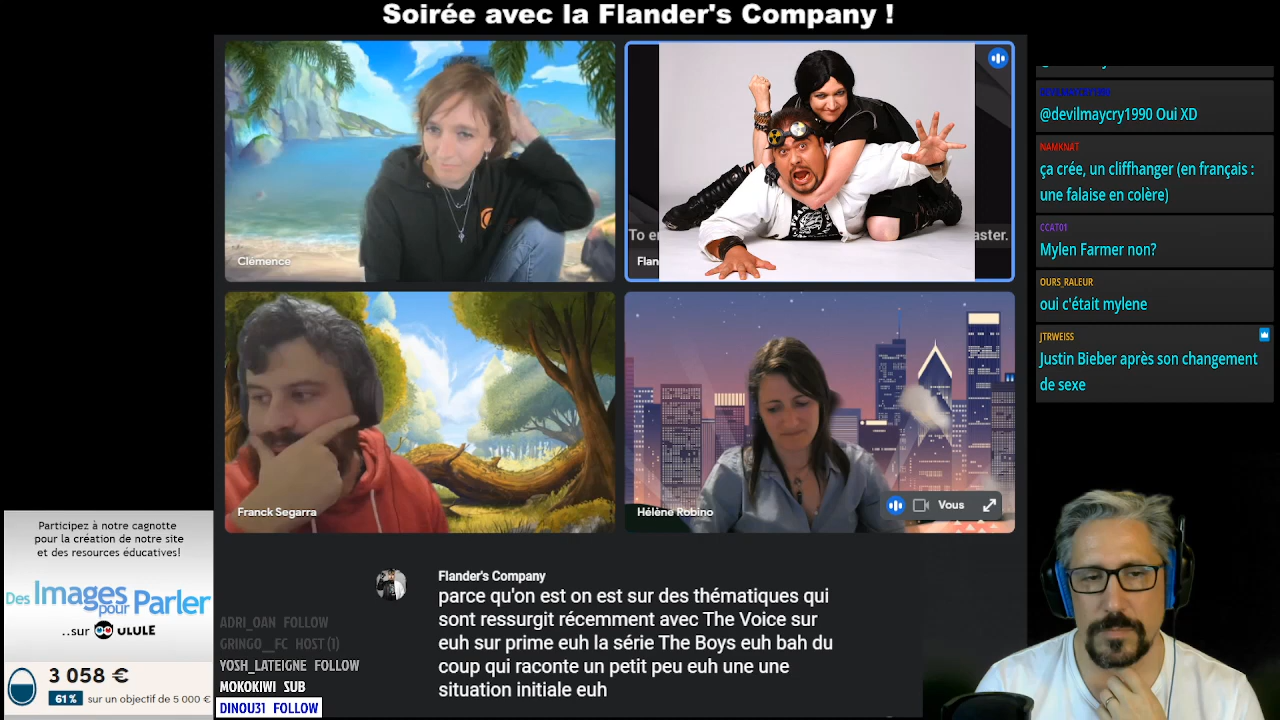 Soirée avec la Flander's Company !
Clémence
To e
aster.
Flan
Franck Segarra
Hélène Robino
Vous
@devilmaycry1990 Oui XD
NAMKNAT
ça crée, un cliffhanger (en français :
une falaise en colère)
CCAT01
Mylen Farmer non?
OURS_RALEUR
oui c'était mylene
JTRWEISS
Justin Bieber après son changement
de sexe
Participez à notre cagnotte
pour la création de notre site
et des resources éducatives!
Des Images pour Parler
..sur ULULE
3 058 €
61% sur un objectif de 5 000 €
ADRI_OAN FOLLOW
GRINGO__FC HOST (1)
YOSH_LATEIGNE FOLLOW
MOKOKIWI SUB
DINOU31 FOLLOW
Flander's Company
parce qu'on est on est sur des thématiques qui
sont ressurgit récemment avec The Voice sur
euh sur prime euh la série The Boys euh bah du
coup qui raconte un petit peu euh une une
situation initiale euh